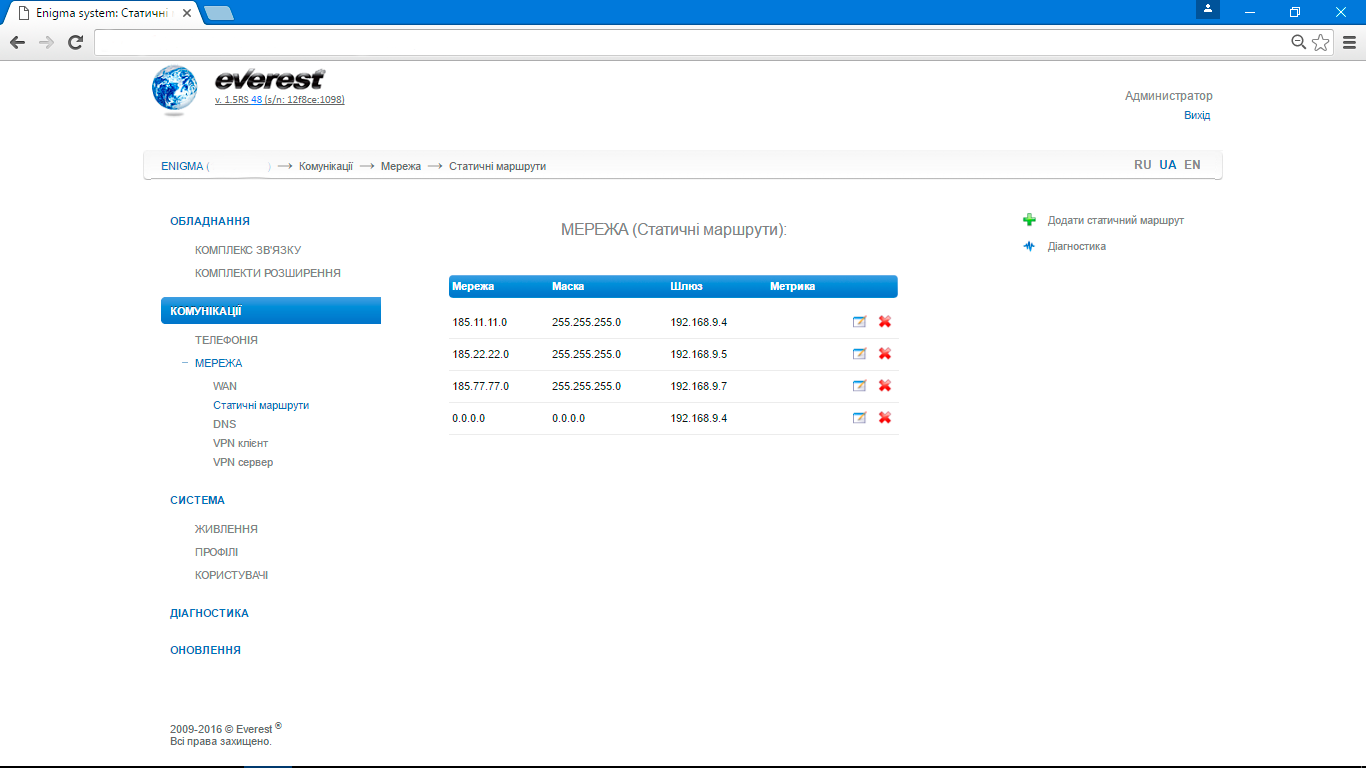 Enigma system: Статичні
everest
v. 1.5RS 48 (s/n: 12f8ce:1098)
Администратор
Вихід
ENIGMA ( ) → Комунікації → Мережа → Статичні маршрути
RU UA EN
ОБЛАДНАННЯ
КОМПЛЕКС ЗВ'ЯЗКУ
КОМПЛЕКТИ РОЗШИРЕННЯ
КОМУНІКАЦІЇ
ТЕЛЕФОНІЯ
– МЕРЕЖА
WAN
Статичні маршрути
DNS
VPN клієнт
VPN сервер
СИСТЕМА
ЖИВЛЕННЯ
ПРОФІЛІ
КОРИСТУВАЧІ
ДІАГНОСТИКА
ОНОВЛЕННЯ
МЕРЕЖА (Статичні маршрути):
Мережа Маска Шлюз Метрика
185.11.11.0 255.255.255.0 192.168.9.4
185.22.22.0 255.255.255.0 192.168.9.5
185.77.77.0 255.255.255.0 192.168.9.7
0.0.0.0 0.0.0.0 192.168.9.4
Додати статичний маршрут
Діагностика
2009-2016 © Everest ®
Всі права захищено.